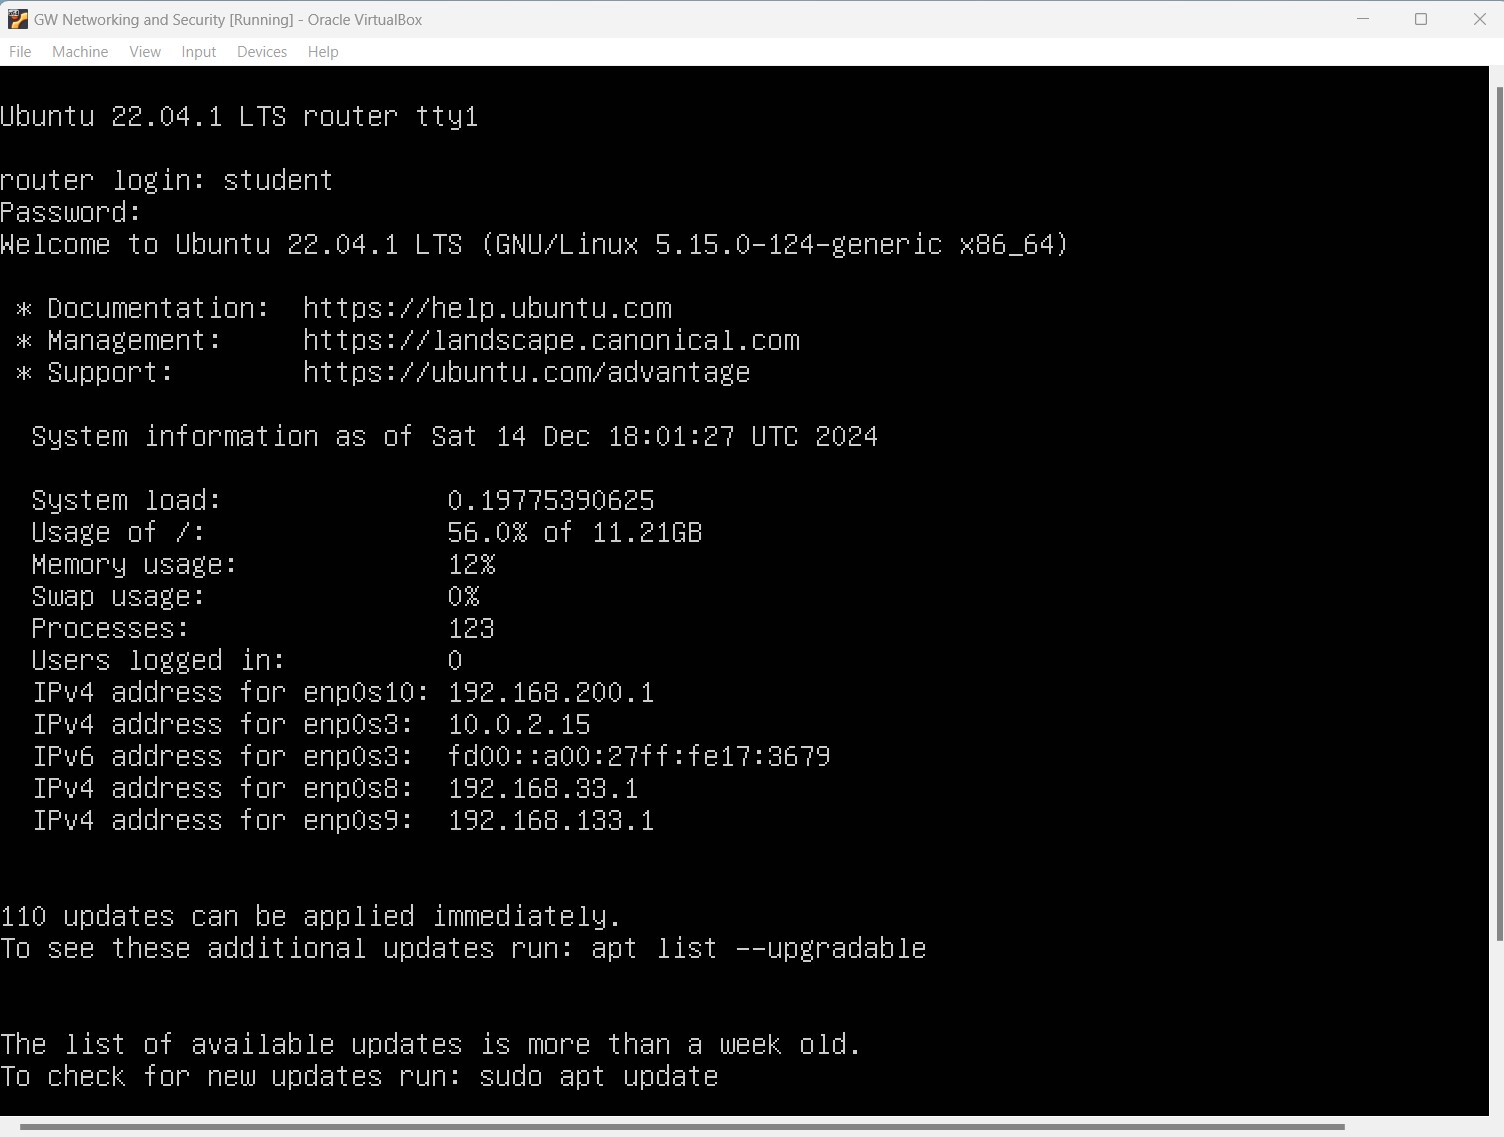 GW Networking and Security [Running] - Oracle VirtualBox
File Machine View Input Devices Help
Ubuntu 22.04.1 LTS router tty1
router login: student
Password:
Welcome to Ubuntu 22.04.1 LTS (GNU/Linux 5.15.0-124-generic x86_64)
* Documentation: https://help.ubuntu.com
* Management: https://landscape.canonical.com
* Support: https://ubuntu.com/advantage
System information as of Sat 14 Dec 18:01:27 UTC 2024
System load: 0.19775390625
Usage of /: 56.0% of 11.21GB
Memory usage: 12%
Swap usage: 0%
Processes: 123
Users logged in: 0
IPv4 address for enp0s10: 192.168.200.1
IPv4 address for enp0s3: 10.0.2.15
IPv6 address for enp0s3: fd00::a00:27ff:fe17:3679
IPv4 address for enp0s8: 192.168.33.1
IPv4 address for enp0s9: 192.168.133.1
110 updates can be applied immediately.
To see these additional updates run: apt list --upgradable
The list of available updates is more than a week old.
To check for new updates run: sudo apt update